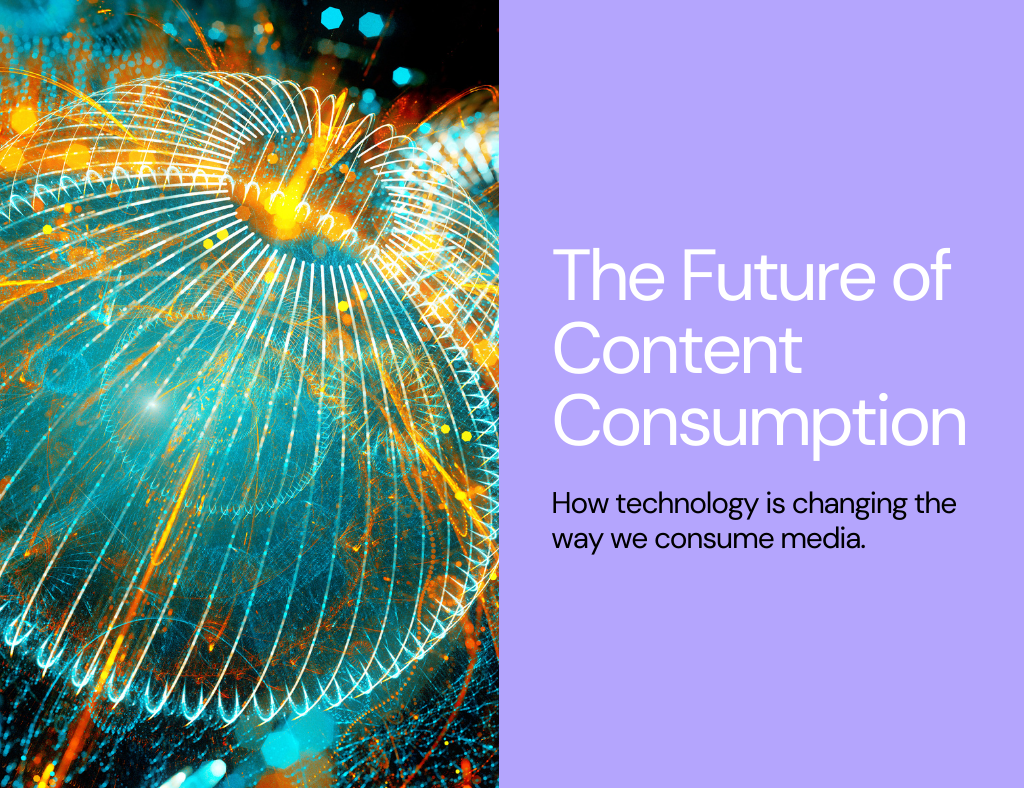 The Future of
Content
Consumption
How technology is changing the
way we consume media.